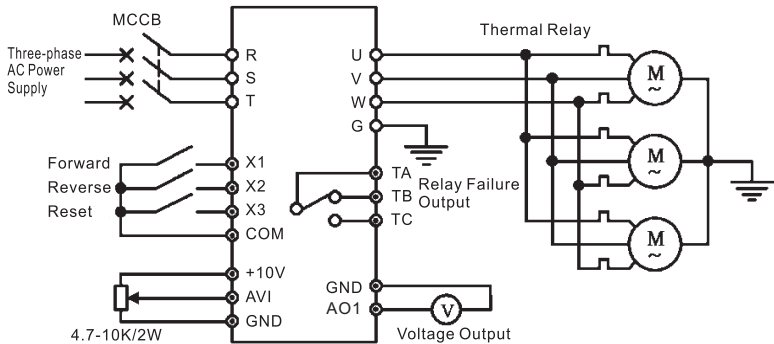 MCCB
Three-phase
AC Power
Supply
R
S
T
U
V
W
G
Thermal Relay
M
~
M
~
M
~
Forward
Reverse
Reset
X1
X2
X3
COM
TA
TB
TC
Relay Failure
Output
+10V
AVI
GND
4.7-10K/2W
GND
AO1
V
Voltage Output